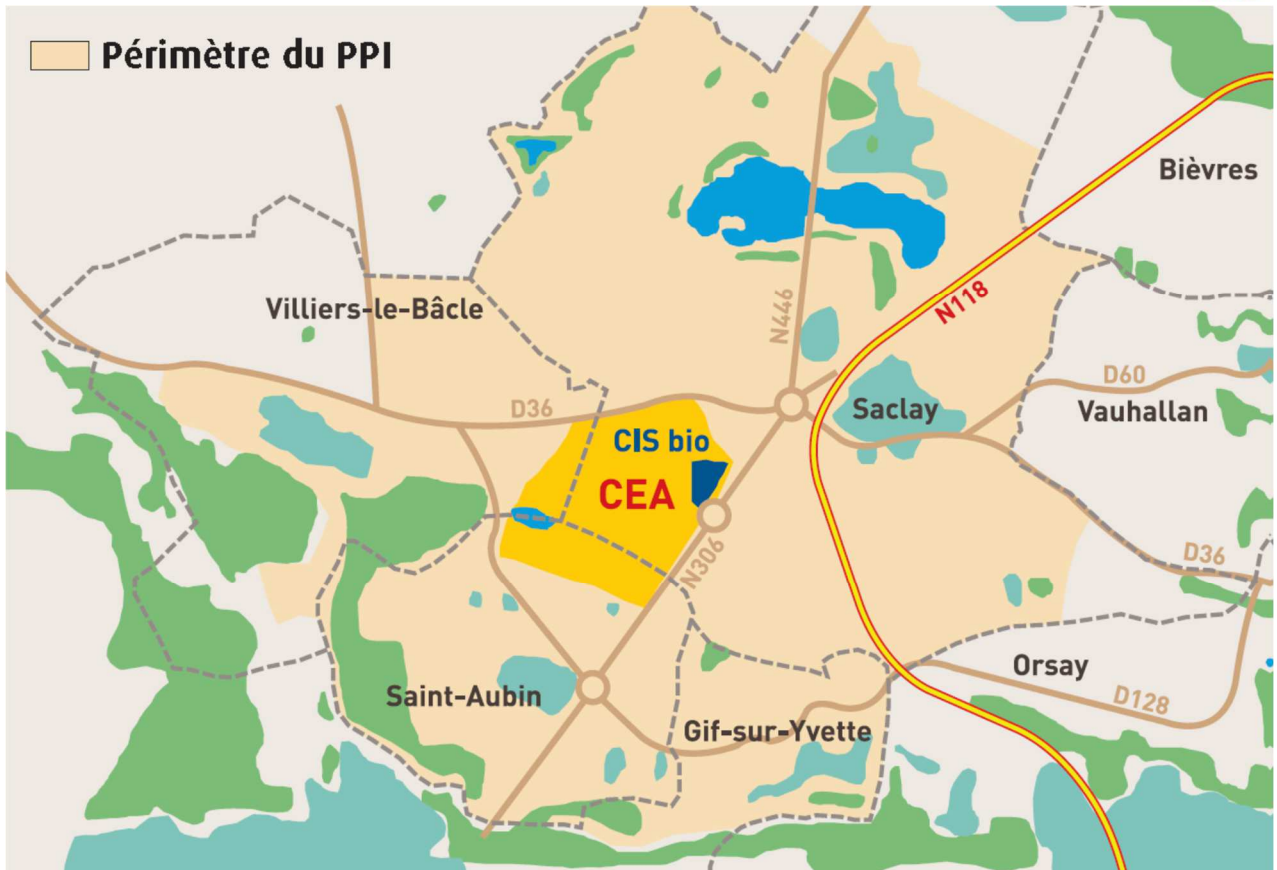 Périmètre du PPI
Bièvres
N118
Villiers-le-Bâcle
N446
D36
Saclay
D60
Vauhallan
CIS bio
CEA
N306
D36
Saint-Aubin
Gif-sur-Yvette
Orsay
D128